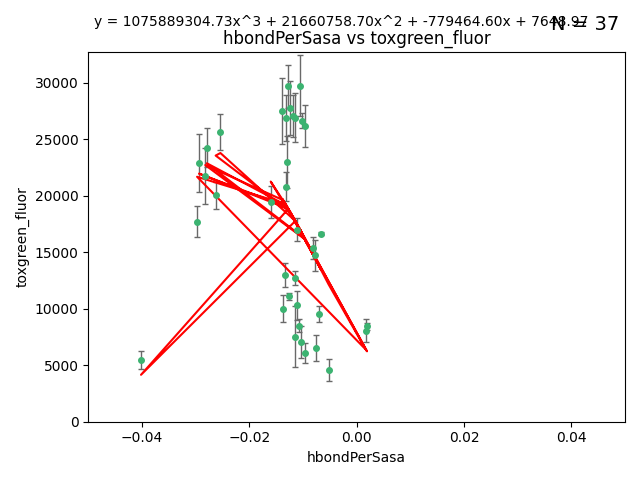 y = 1075889304.73x^3 + 21660758.70x^2 + -779464.60x + 7648.97
N = 37
hbondPerSasa vs toxgreen_fluor
30000
25000
20000
15000
10000
5000
0
toxgreen_fluor
−0.04
−0.02
0.00
0.02
0.04
hbondPerSasa